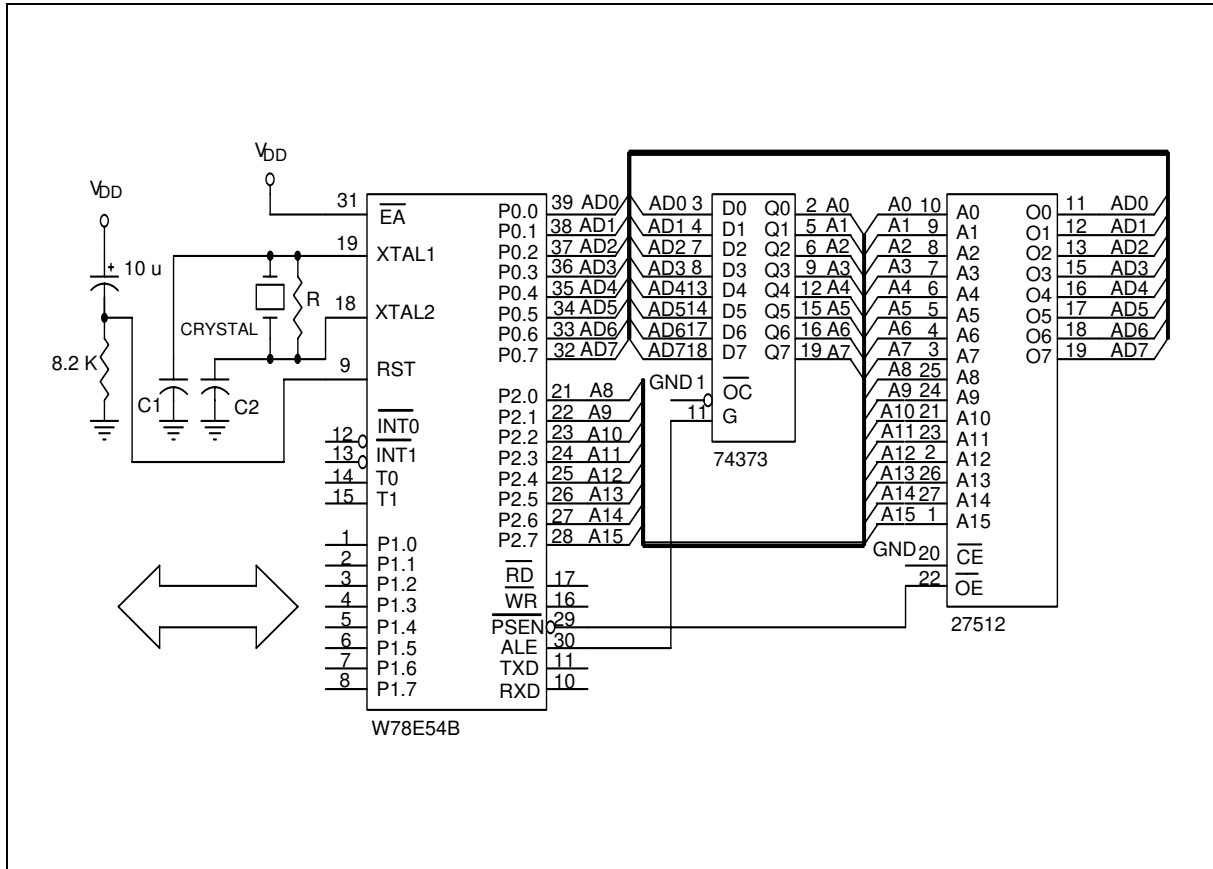 VDD
VDD
10 u
8.2 K
C1
C2
CRYSTAL
R
31 EA
19 XTAL1
18 XTAL2
9 RST
12 INT0
13 INT1
14 T0
15 T1
1 P1.0
2 P1.1
3 P1.2
4 P1.3
5 P1.4
6 P1.5
7 P1.6
8 P1.7
P0.0 39 AD0
P0.1 38 AD1
P0.2 37 AD2
P0.3 36 AD3
P0.4 35 AD4
P0.5 34 AD5
P0.6 33 AD6
P0.7 32 AD7
P2.0 21 A8
P2.1 22 A9
P2.2 23 A10
P2.3 24 A11
P2.4 25 A12
P2.5 26 A13
P2.6 27 A14
P2.7 28 A15
RD 17
WR 16
PSEN 29
ALE 30
TXD 11
RXD 10
W78E54B
AD0 3 D0 Q0 2 A0
AD1 4 D1 Q1 5 A1
AD2 7 D2 Q2 6 A2
AD3 8 D3 Q3 9 A3
AD4 13 D4 Q4 12 A4
AD5 14 D5 Q5 15 A5
AD6 17 D6 Q6 16 A6
AD7 18 D7 Q7 19 A7
GND 1 OC
11 G
74373
A0 10 A0 O0 11 AD0
A1 9 A1 O1 12 AD1
A2 8 A2 O2 13 AD2
A3 7 A3 O3 15 AD3
A4 6 A4 O4 16 AD4
A5 5 A5 O5 17 AD5
A6 4 A6 O6 18 AD6
A7 3 A7 O7 19 AD7
A8 25 A8
A9 24 A9
A10 21 A10
A11 23 A11
A12 2 A12
A13 26 A13
A14 27 A14
A15 1 A15
GND 20 CE
22 OE
27512